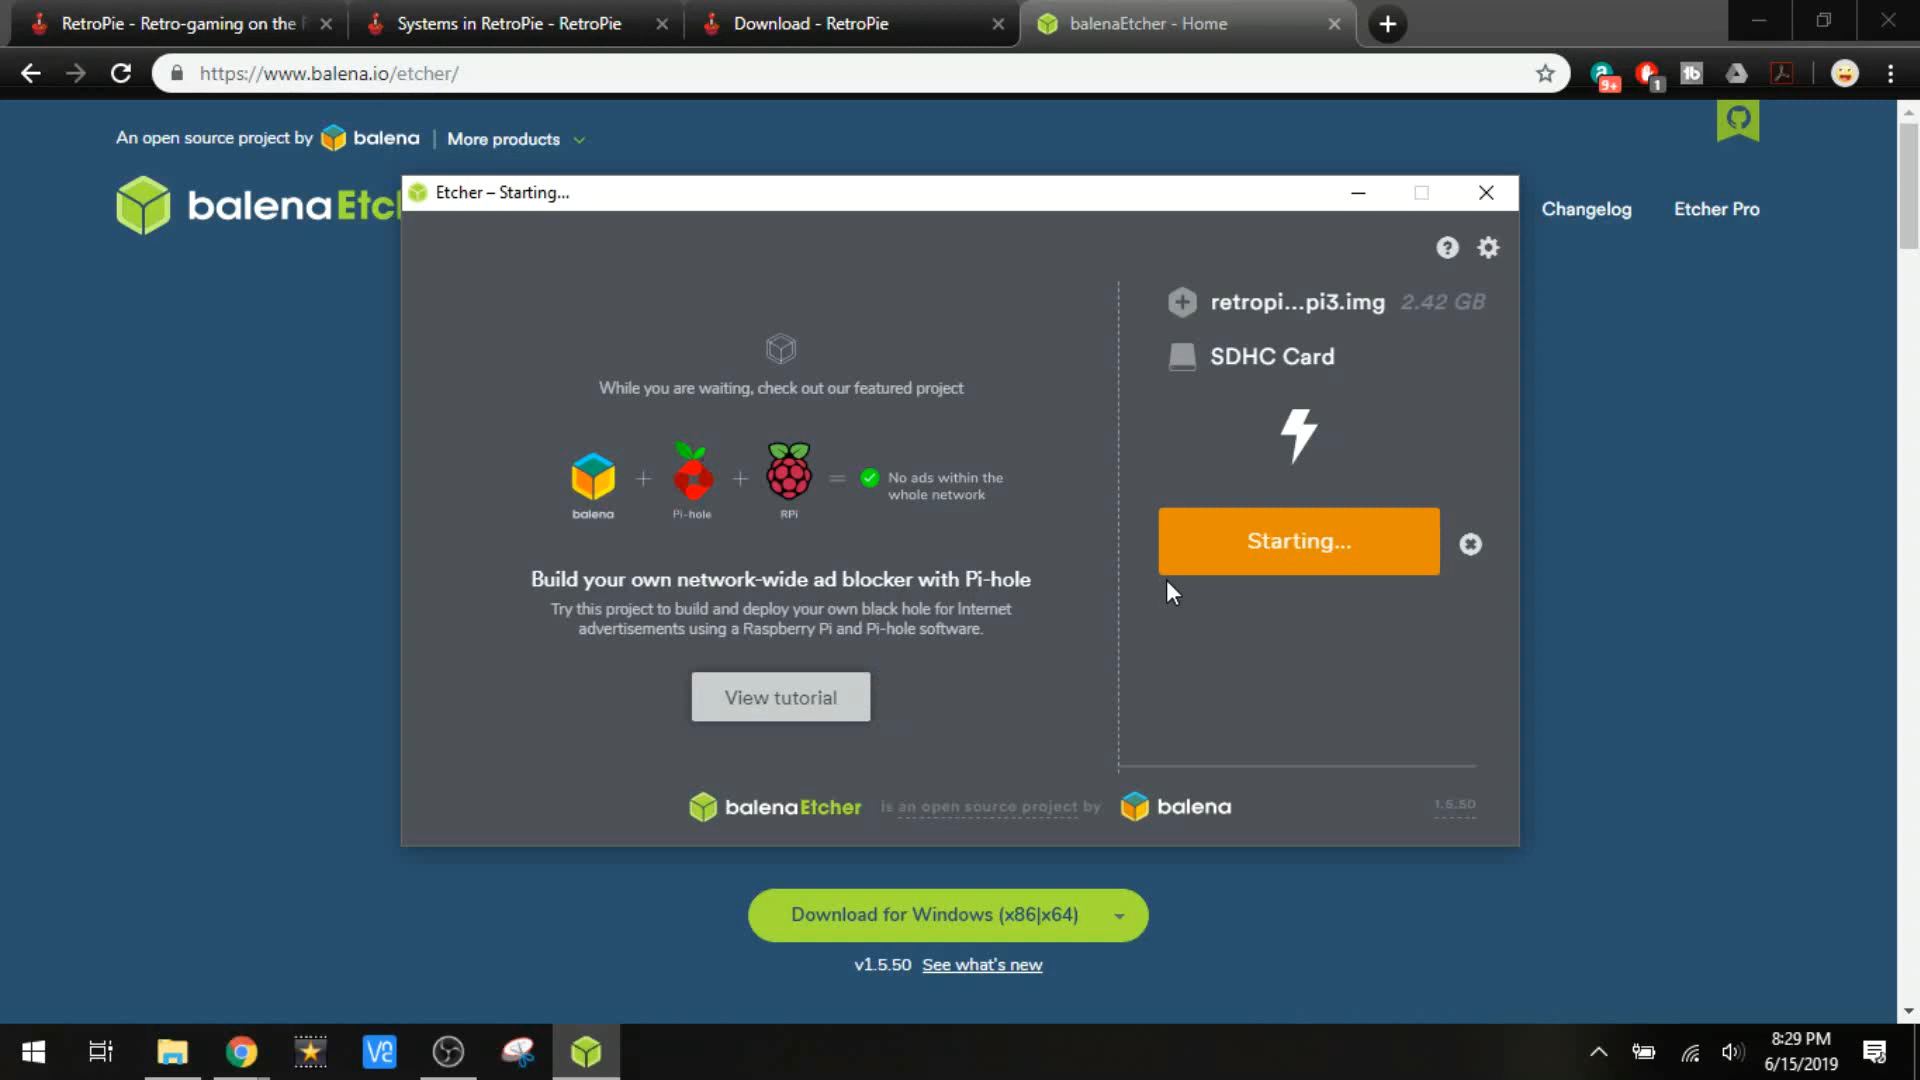 RetroPie - Retro-gaming on the
Systems in RetroPie - RetroPie
Download - RetroPie
balenaEtcher - Home
https://www.balena.io/etcher/
9+
1
An open source project by balena
More products
balenaEtc
Changelog
Etcher Pro
Etcher – Starting...
retropi...pi3.img 2.42 GB
SDHC Card
While you are waiting, check out our featured project
balena + Pi-hole + RPi = No ads within the
whole network
Starting...
Build your own network-wide ad blocker with Pi-hole
Try this project to build and deploy your own black hole for Internet
advertisements using a Raspberry Pi and Pi-hole software.
View tutorial
balenaEtcher is an open source project by balena
1.5.50
Download for Windows (x86|x64)
v1.5.50 See what's new
8:29 PM
6/15/2019